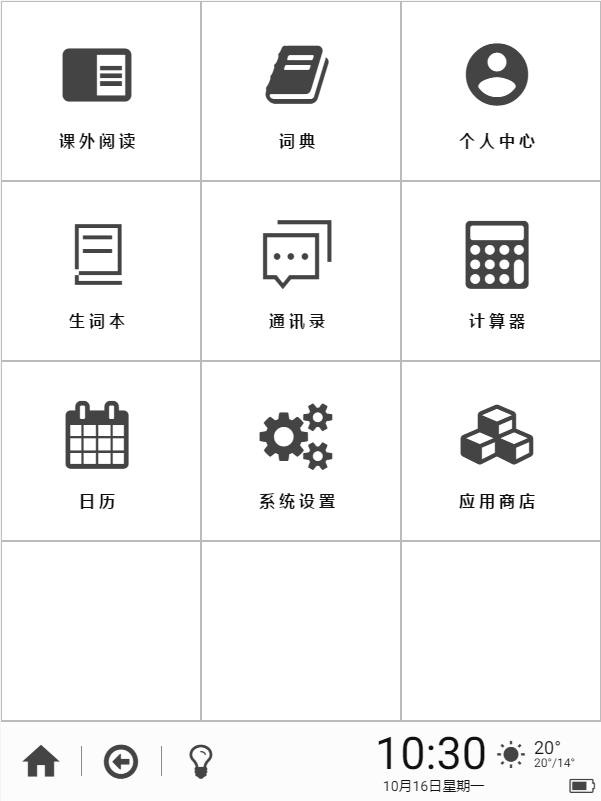 课外阅读
词典
个人中心
生词本
通讯录
计算器
日历
系统设置
应用商店
10:30
10月16日星期一
20°
20°/14°